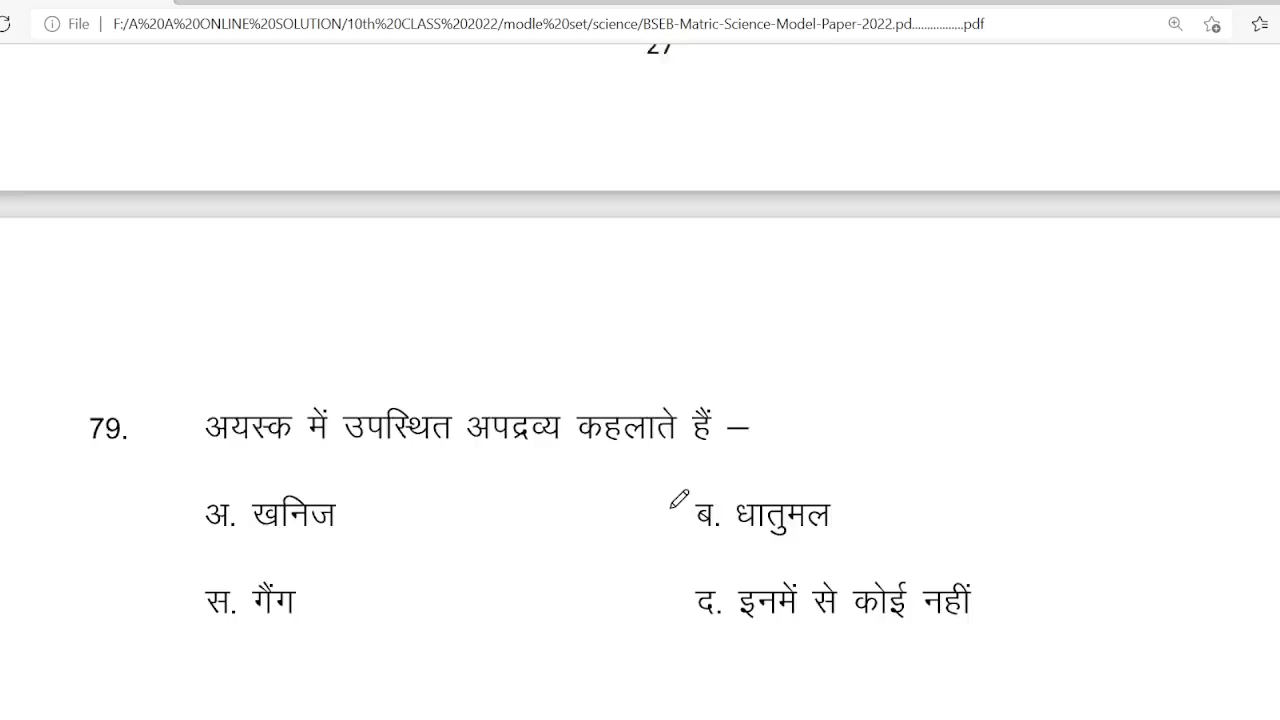 File | F:/A%20A%20ONLINE%20SOLUTION/10th%20CLASS%202022/modle%20set/science/BSEB-Matric-Science-Model-Paper-2022.pd.................pdf
27
79. अयस्क में उपस्थित अपद्रव्य कहलाते हैं –
अ. खनिज ब. धातुमल
स. गैंग द. इनमें से कोई नहीं